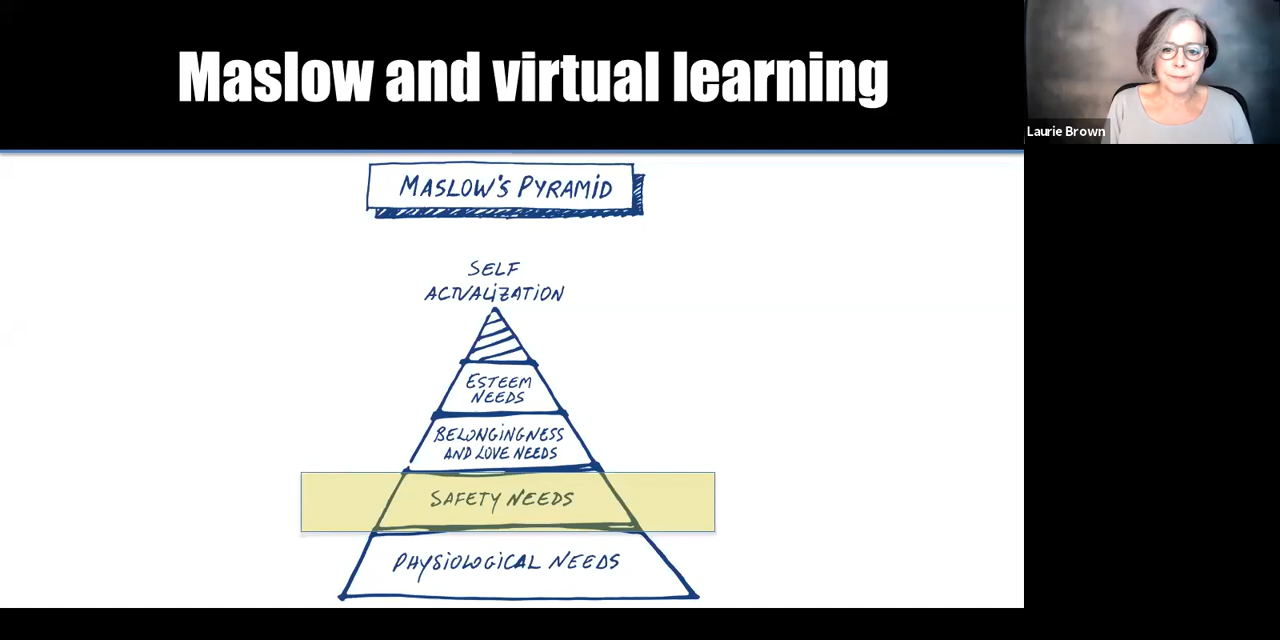 Maslow and virtual learning
Laurie Brown
MASLOW'S PYRAMID
SELF
ACTUALIZATION
ESTEEM
NEEDS
BELONGINGNESS
AND LOVE NEEDS
SAFETY NEEDS
PHYSIOLOGICAL NEEDS